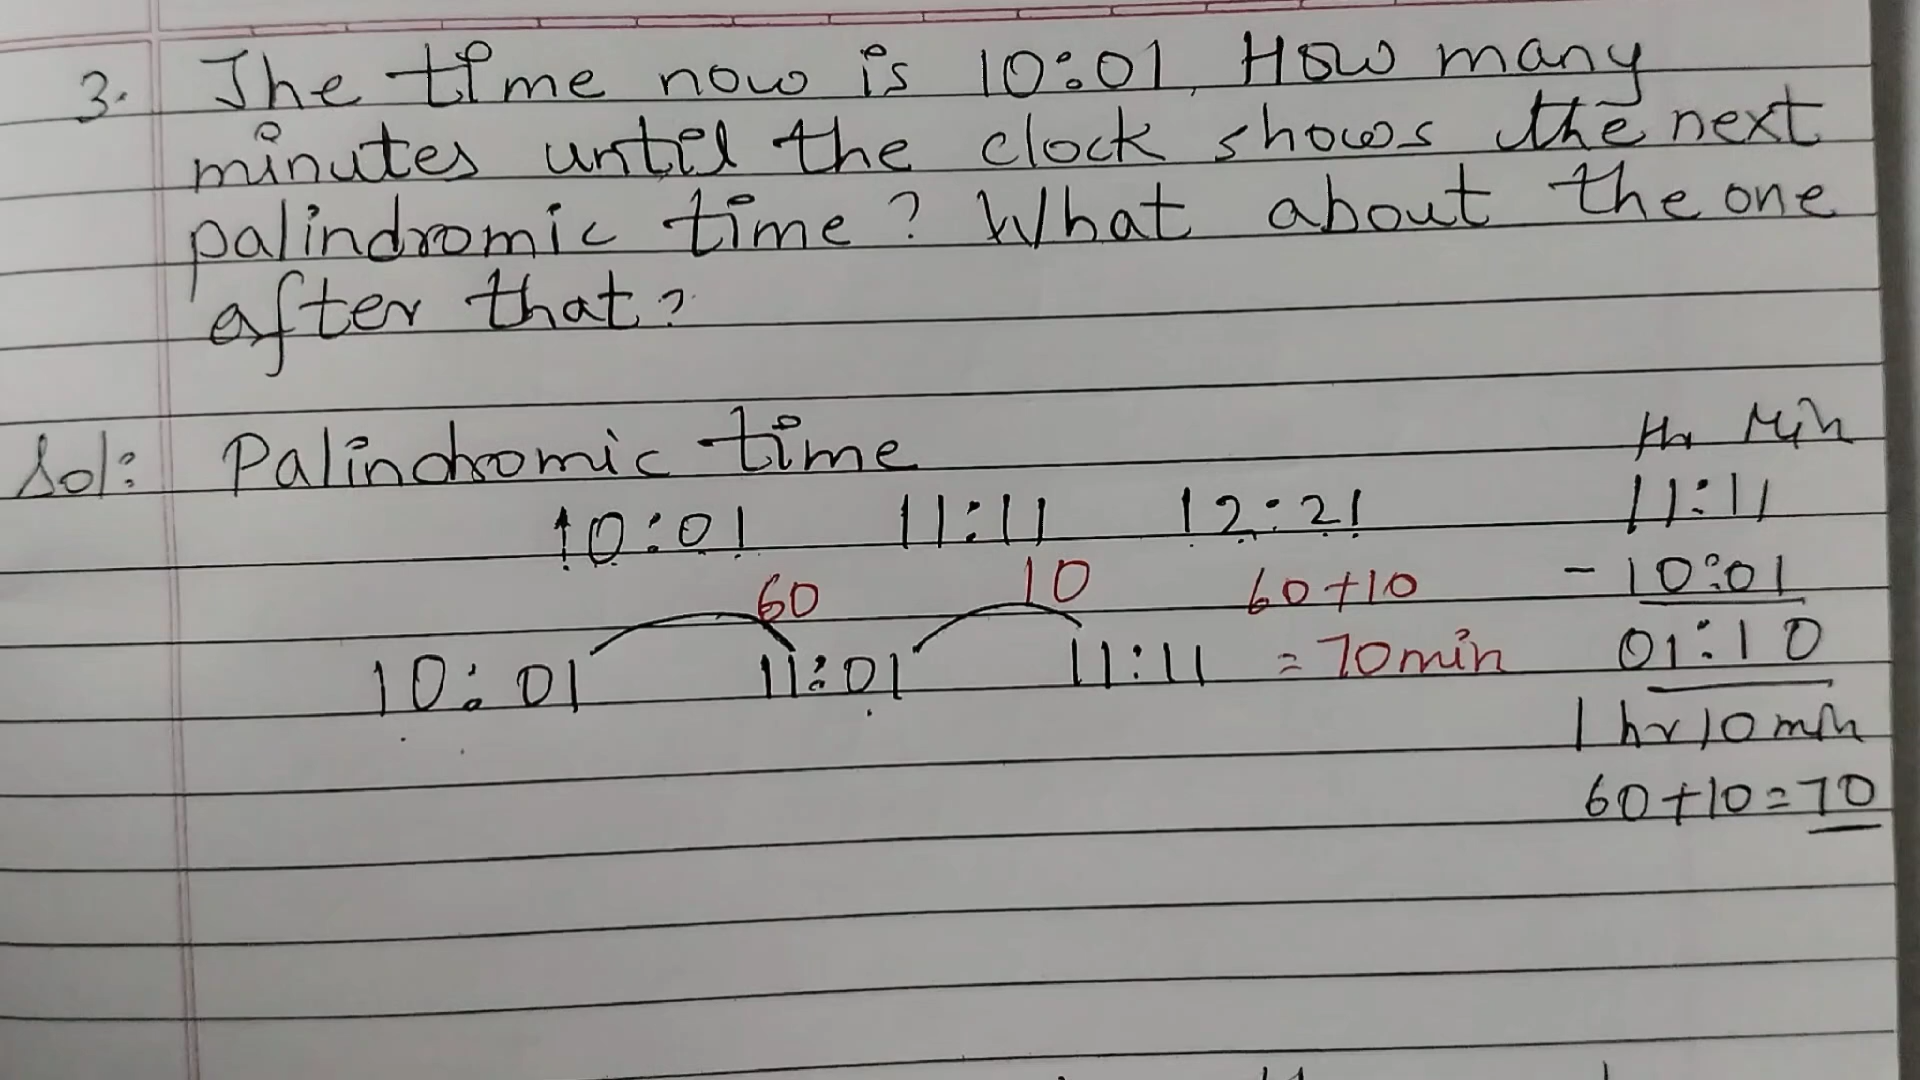 3. The time now is 10:01. How many
minutes until the clock shows the next
palindromic time? What about the one
after that?
Sol: Palindromic time
Hr Min
10:01 11:11 12:21
11:11
60 10 60+10
- 10:01
10:01 11:01 11:11 = 70min
01:10
1 hr 10 min
60+10=70